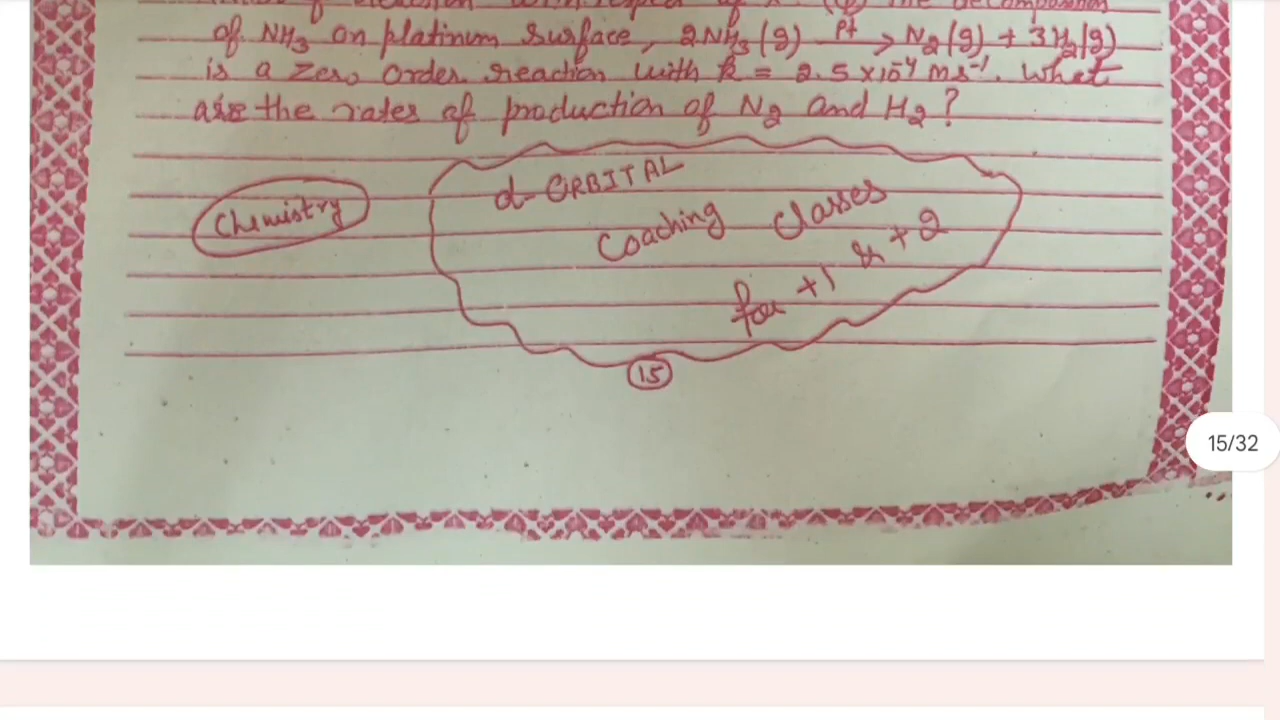 (Q) The decomposition
of NH3 on platinum surface, 2NH3(g) Pt → N2(g) + 3H2(g)
is a zero order reaction with k = 2.5 x 10⁻⁴ Ms⁻¹. What
are the rates of production of N2 and H2?
Chemistry
d-ORBITAL
Coaching Classes
for +1 & +2
15
15/32